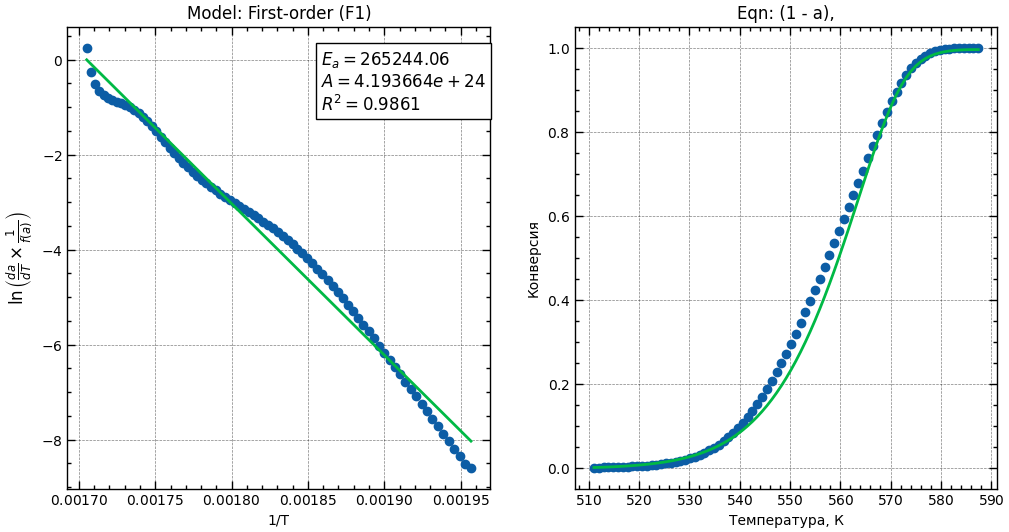 Model: First-order (F1)
Eqn: (1 - a),
E_a = 265244.06
A = 4.193664e + 24
R² = 0.9861
ln(da/dT × 1/f(a))
0
−2
−4
−6
−8
0.00170 0.00175 0.00180 0.00185 0.00190 0.00195
1/T
Конверсия
1.0
0.8
0.6
0.4
0.2
0.0
510 520 530 540 550 560 570 580 590
Температура, К